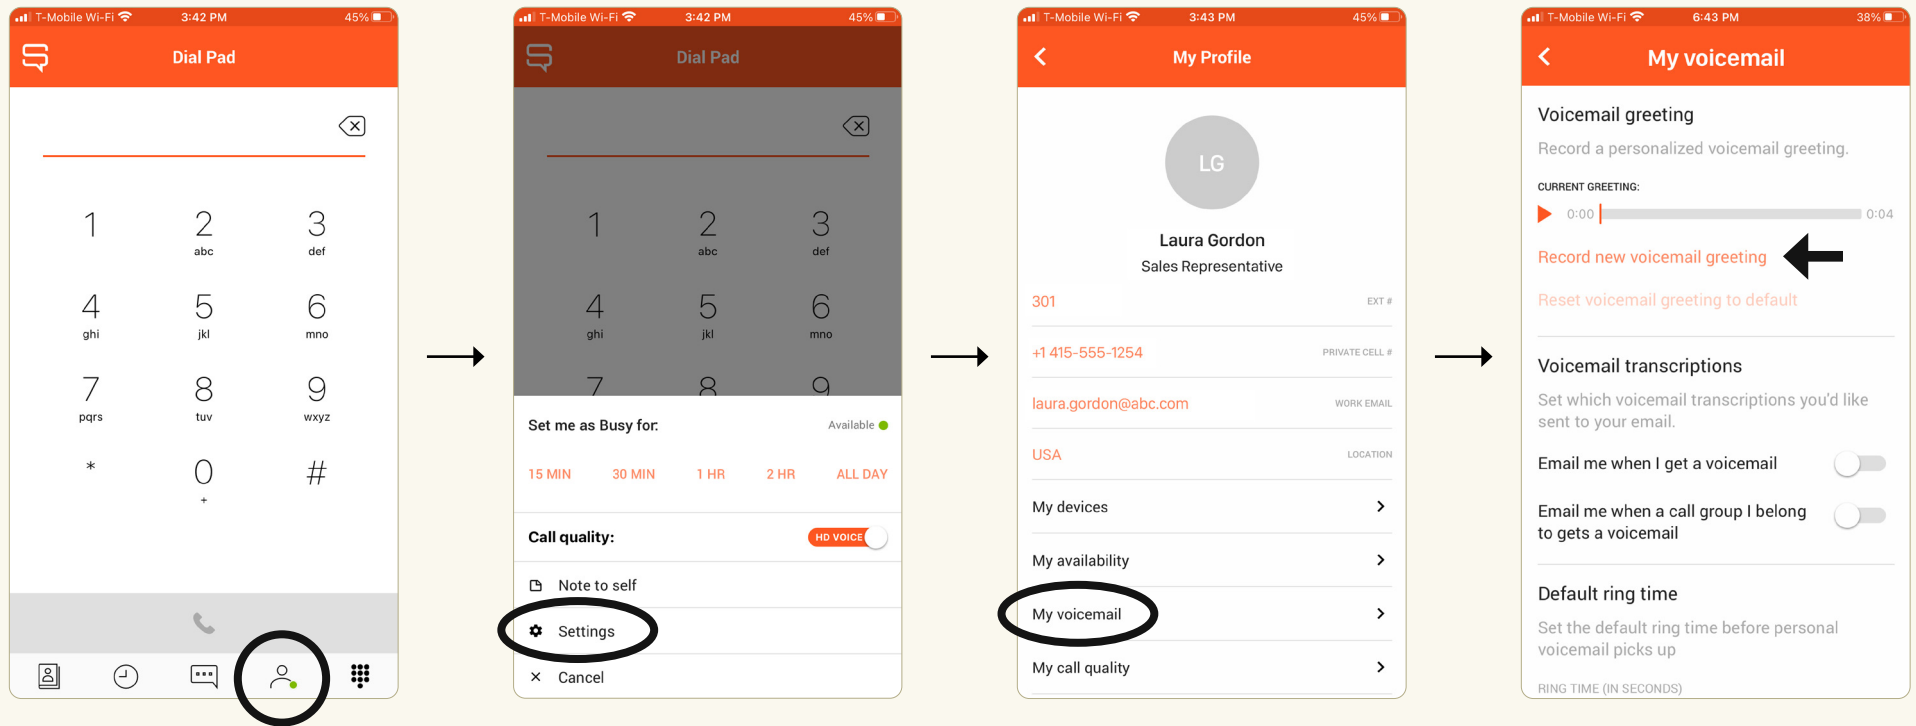 T-Mobile Wi-Fi 3:42 PM 45%
Dial Pad
1 2 3
abc def
4 5 6
ghi jkl mno
7 8 9
pqrs tuv wxyz
* 0 #
+
T-Mobile Wi-Fi 3:42 PM 45%
Dial Pad
1 2 3
abc def
4 5 6
ghi jkl mno
7 8 9
Set me as Busy for: Available
15 MIN 30 MIN 1 HR 2 HR ALL DAY
Call quality: HD VOICE
Note to self
Settings
Cancel
T-Mobile Wi-Fi 3:43 PM 45%
My Profile
LG
Laura Gordon
Sales Representative
301 EXT #
+1 415-555-1254 PRIVATE CELL #
laura.gordon@abc.com WORK EMAIL
USA LOCATION
My devices
My availability
My voicemail
My call quality
T-Mobile Wi-Fi 6:43 PM 38%
My voicemail
Voicemail greeting
Record a personalized voicemail greeting.
CURRENT GREETING:
0:00 0:04
Record new voicemail greeting
Reset voicemail greeting to default
Voicemail transcriptions
Set which voicemail transcriptions you'd like
sent to your email.
Email me when I get a voicemail
Email me when a call group I belong
to gets a voicemail
Default ring time
Set the default ring time before personal
voicemail picks up
RING TIME (IN SECONDS)